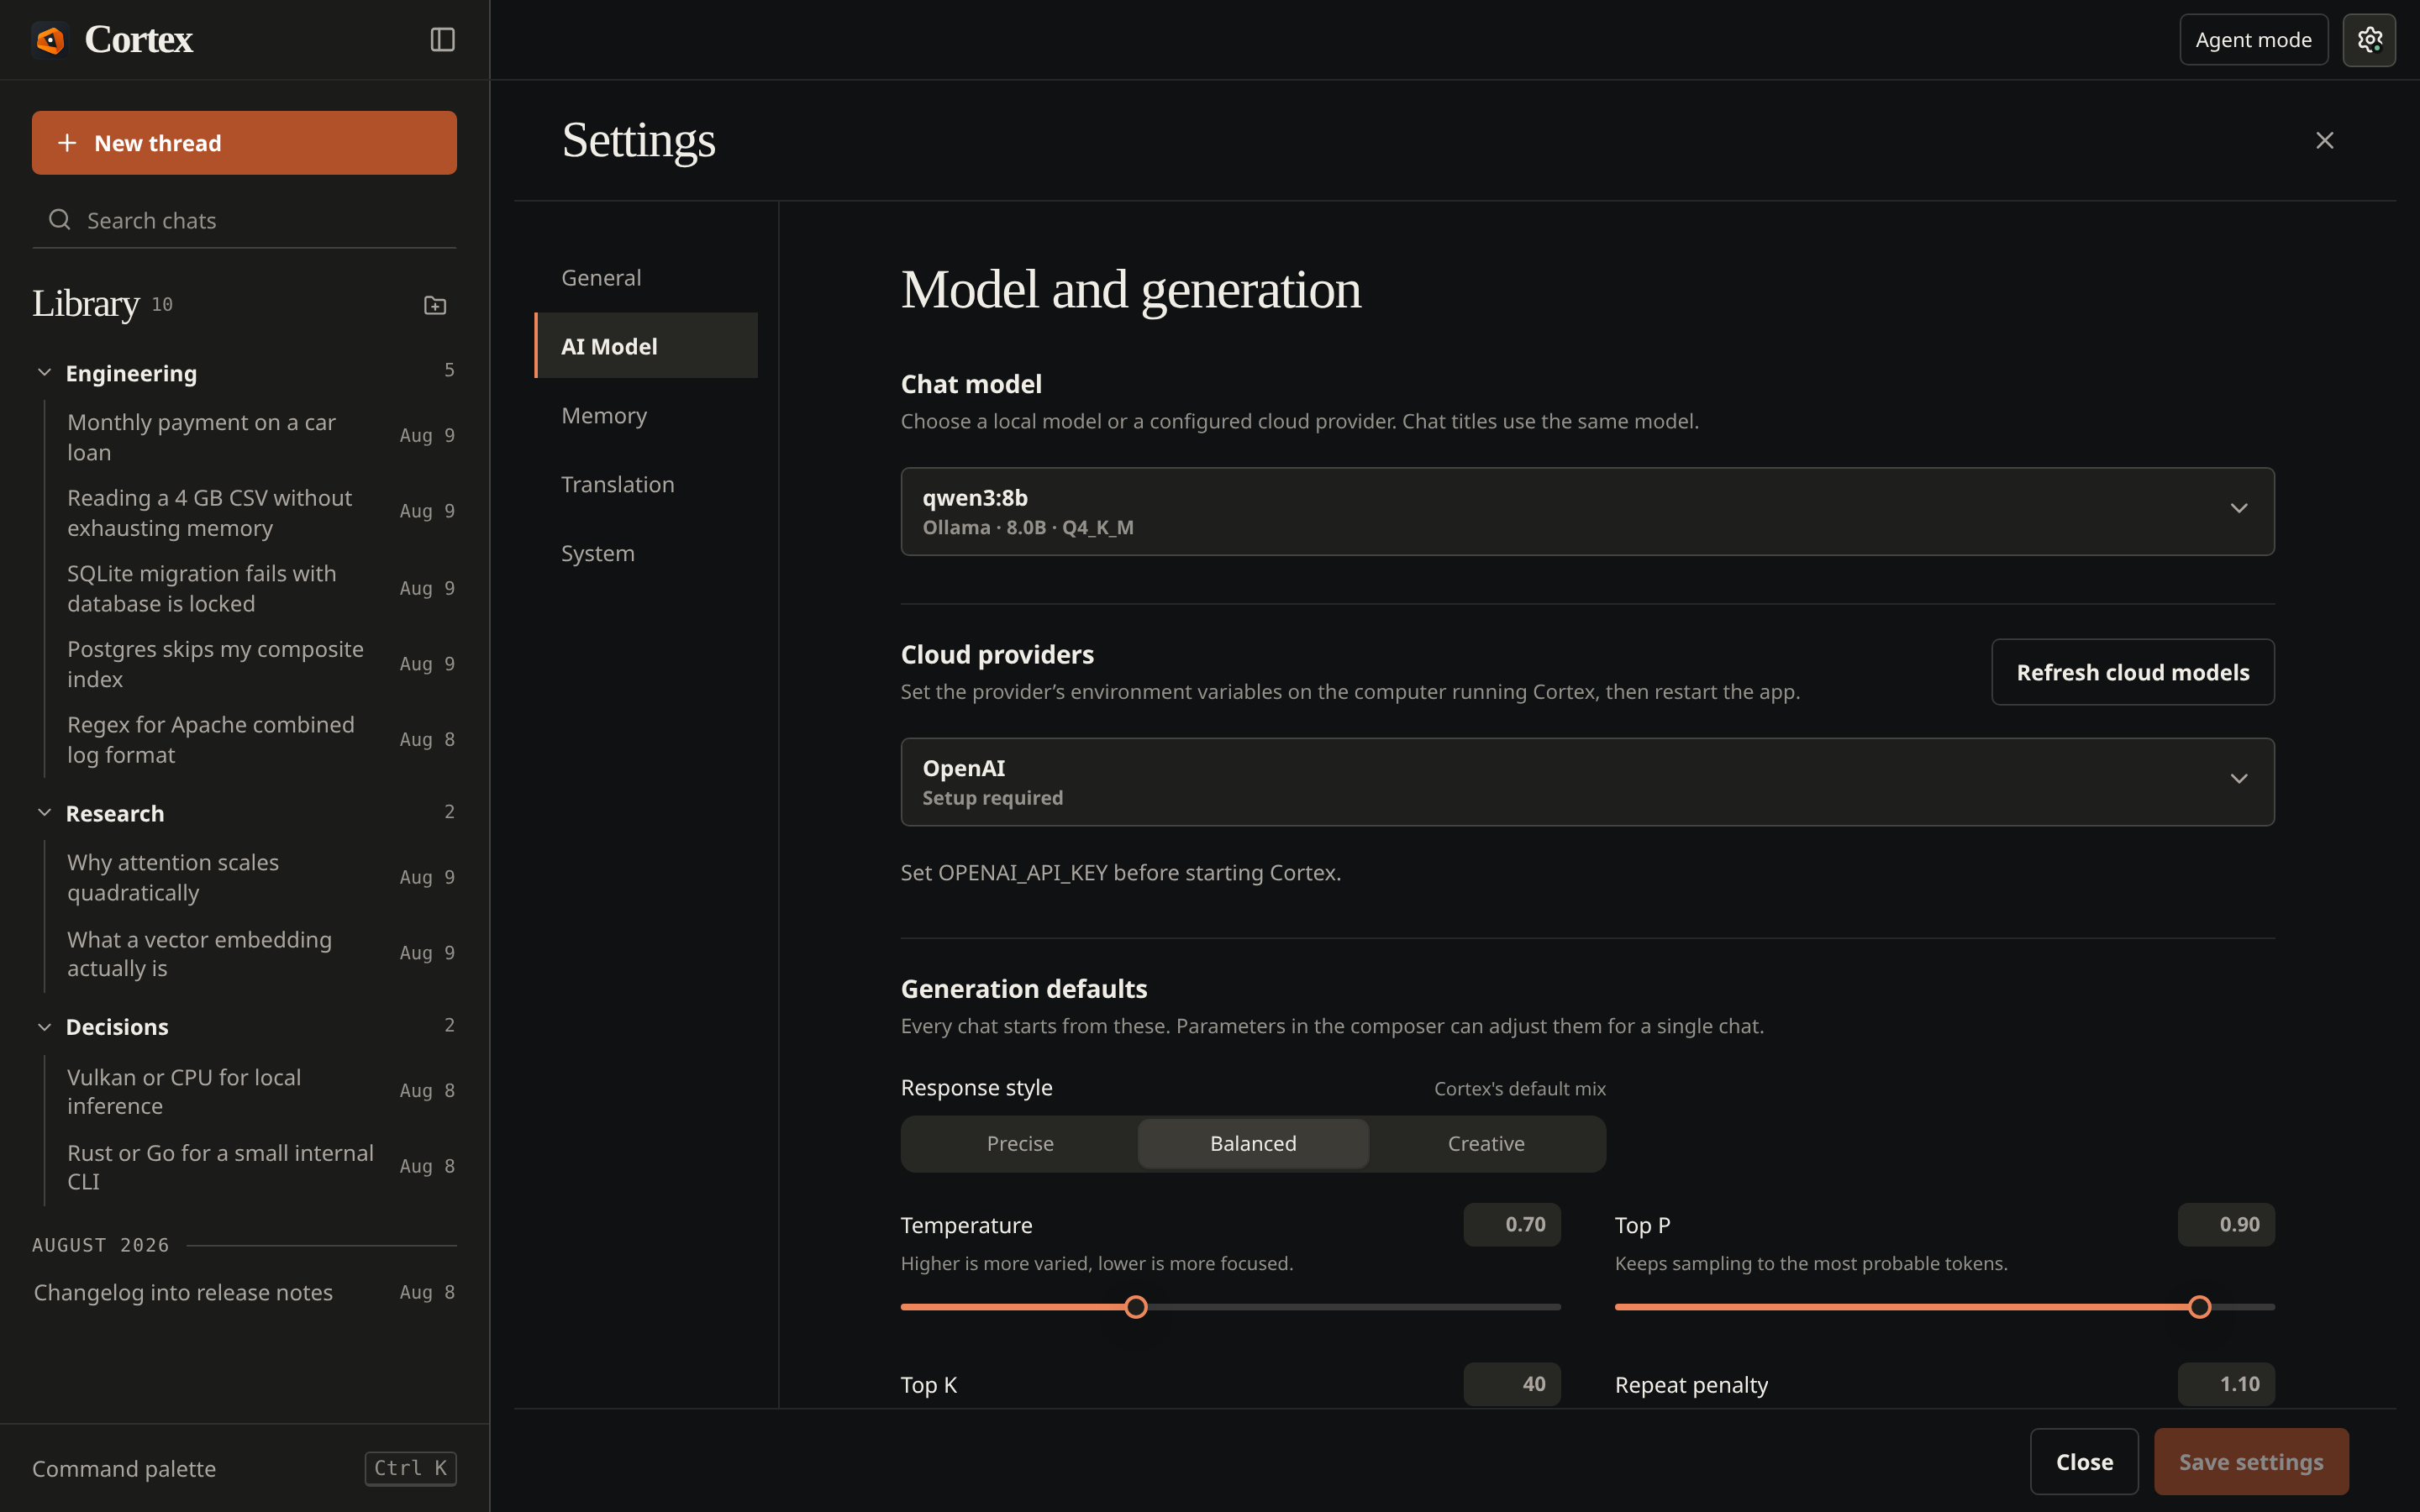 Cortex
New thread
Search chats
Library 10
Engineering 5
Monthly payment on a car
loan
Aug 9
Reading a 4 GB CSV without
exhausting memory
Aug 9
SQLite migration fails with
database is locked
Aug 9
Postgres skips my composite
index
Aug 9
Regex for Apache combined
log format
Aug 8
Research 2
Why attention scales
quadratically
Aug 9
What a vector embedding
actually is
Aug 9
Decisions 2
Vulkan or CPU for local
inference
Aug 8
Rust or Go for a small internal
CLI
Aug 8
AUGUST 2026
Changelog into release notes Aug 8
Command palette Ctrl K
Agent mode
Settings
General
AI Model
Memory
Translation
System
Model and generation
Chat model
Choose a local model or a configured cloud provider. Chat titles use the same model.
qwen3:8b
Ollama · 8.0B · Q4_K_M
Cloud providers
Set the provider’s environment variables on the computer running Cortex, then restart the app.
Refresh cloud models
OpenAI
Setup required
Set OPENAI_API_KEY before starting Cortex.
Generation defaults
Every chat starts from these. Parameters in the composer can adjust them for a single chat.
Response style Cortex's default mix
Precise Balanced Creative
Temperature 0.70
Higher is more varied, lower is more focused.
Top P 0.90
Keeps sampling to the most probable tokens.
Top K 40
Repeat penalty 1.10
Close Save settings